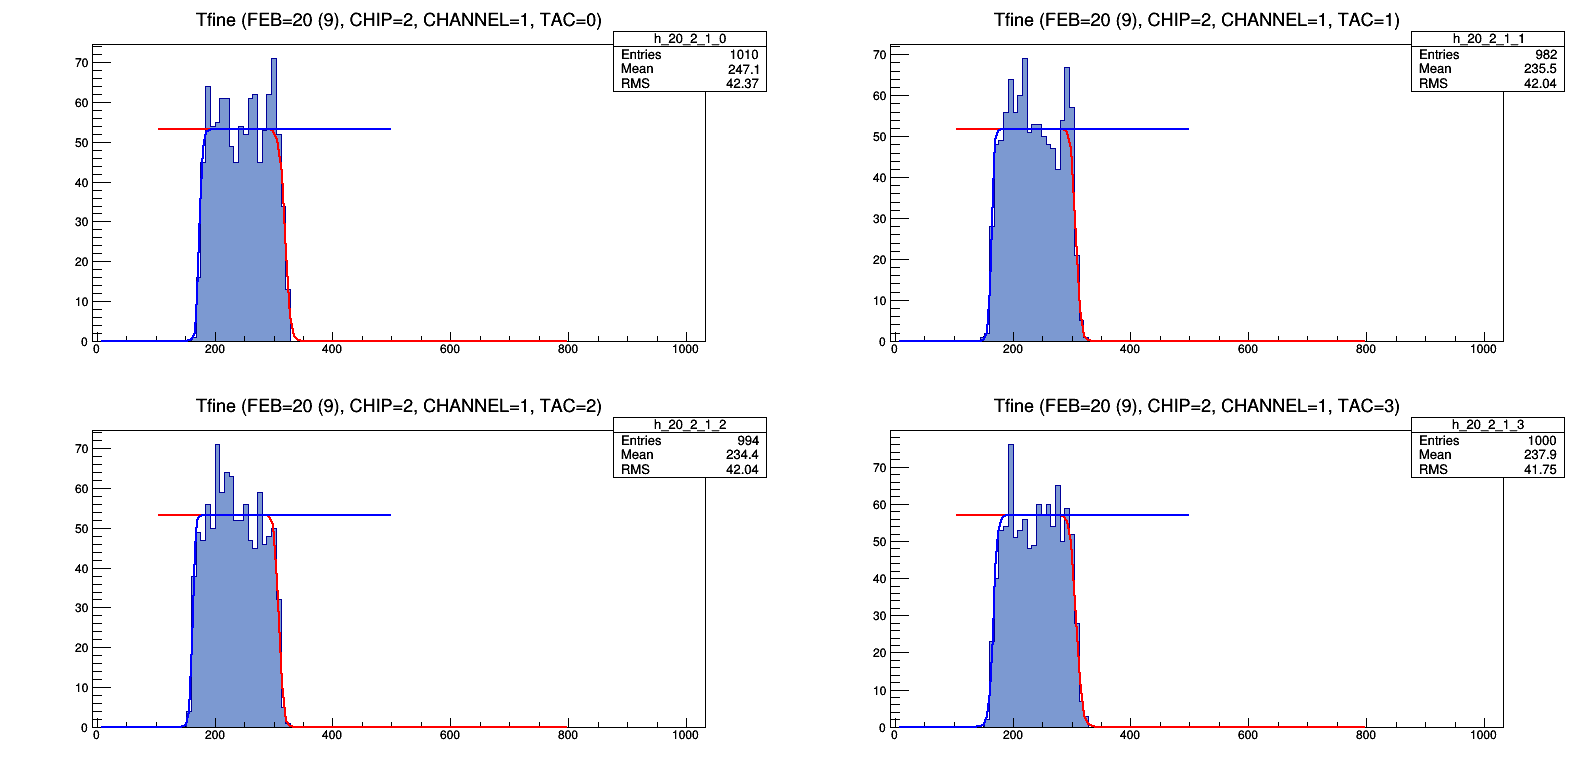 Tfine (FEB=20 (9), CHIP=2, CHANNEL=1, TAC=0)
h_20_2_1_0
Entries 1010
Mean 247.1
RMS 42.37
70
60
50
40
30
20
10
0
0 200 400 600 800 1000
Tfine (FEB=20 (9), CHIP=2, CHANNEL=1, TAC=1)
h_20_2_1_1
Entries 982
Mean 235.5
RMS 42.04
70
60
50
40
30
20
10
0
0 200 400 600 800 1000
Tfine (FEB=20 (9), CHIP=2, CHANNEL=1, TAC=2)
h_20_2_1_2
Entries 994
Mean 234.4
RMS 42.04
70
60
50
40
30
20
10
0
0 200 400 600 800 1000
Tfine (FEB=20 (9), CHIP=2, CHANNEL=1, TAC=3)
h_20_2_1_3
Entries 1000
Mean 237.9
RMS 41.75
70
60
50
40
30
20
10
0
0 200 400 600 800 1000